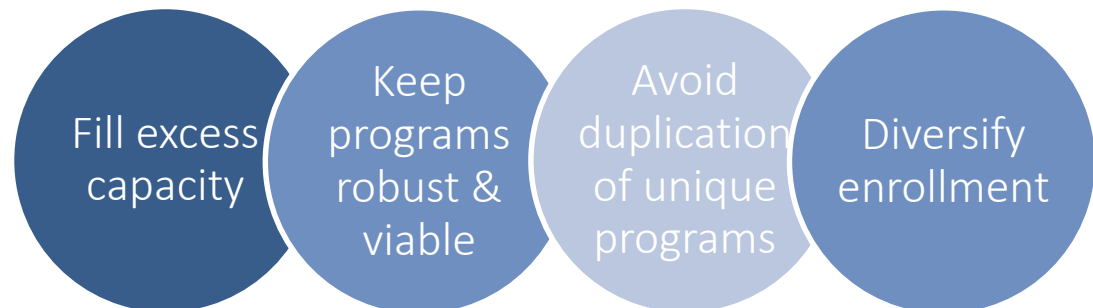 Fill excess
capacity
Keep
programs
robust &
viable
Avoid
duplication
of unique
programs
Diversify
enrollment